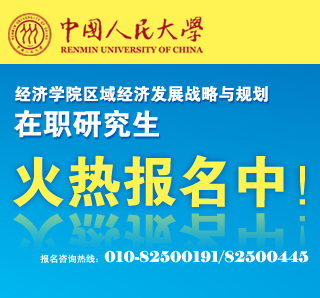 中國人民大學
RENMIN UNIVERSITY OF CHINA
经济学院区域经济发展战略与规划
在职研究生
火热报名中!
报名咨询热线：010-82500191/82500445